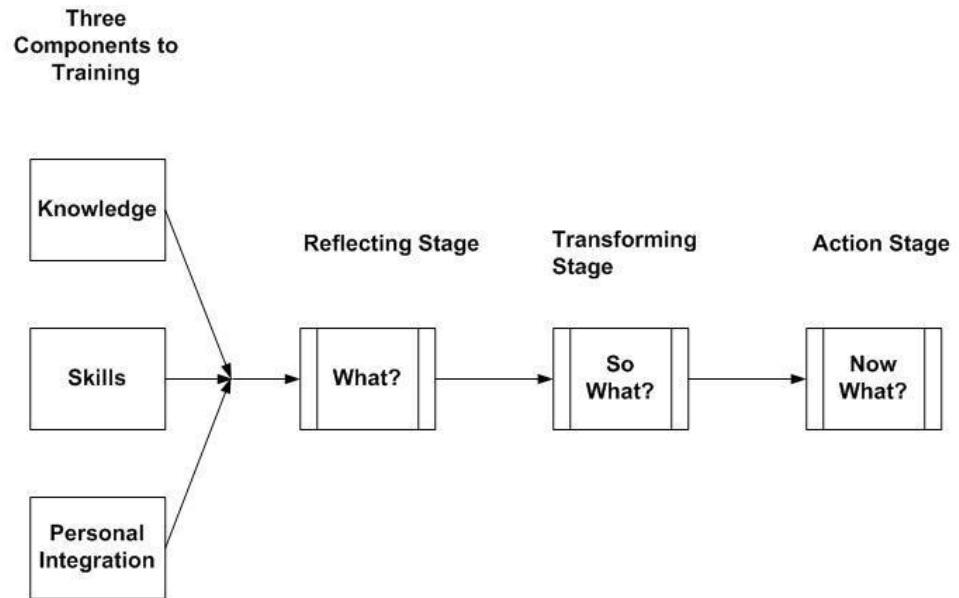 Three
Components to
Training
Knowledge
Reflecting Stage
Transforming
Stage
Action Stage
Skills
What?
So
What?
Now
What?
Personal
Integration